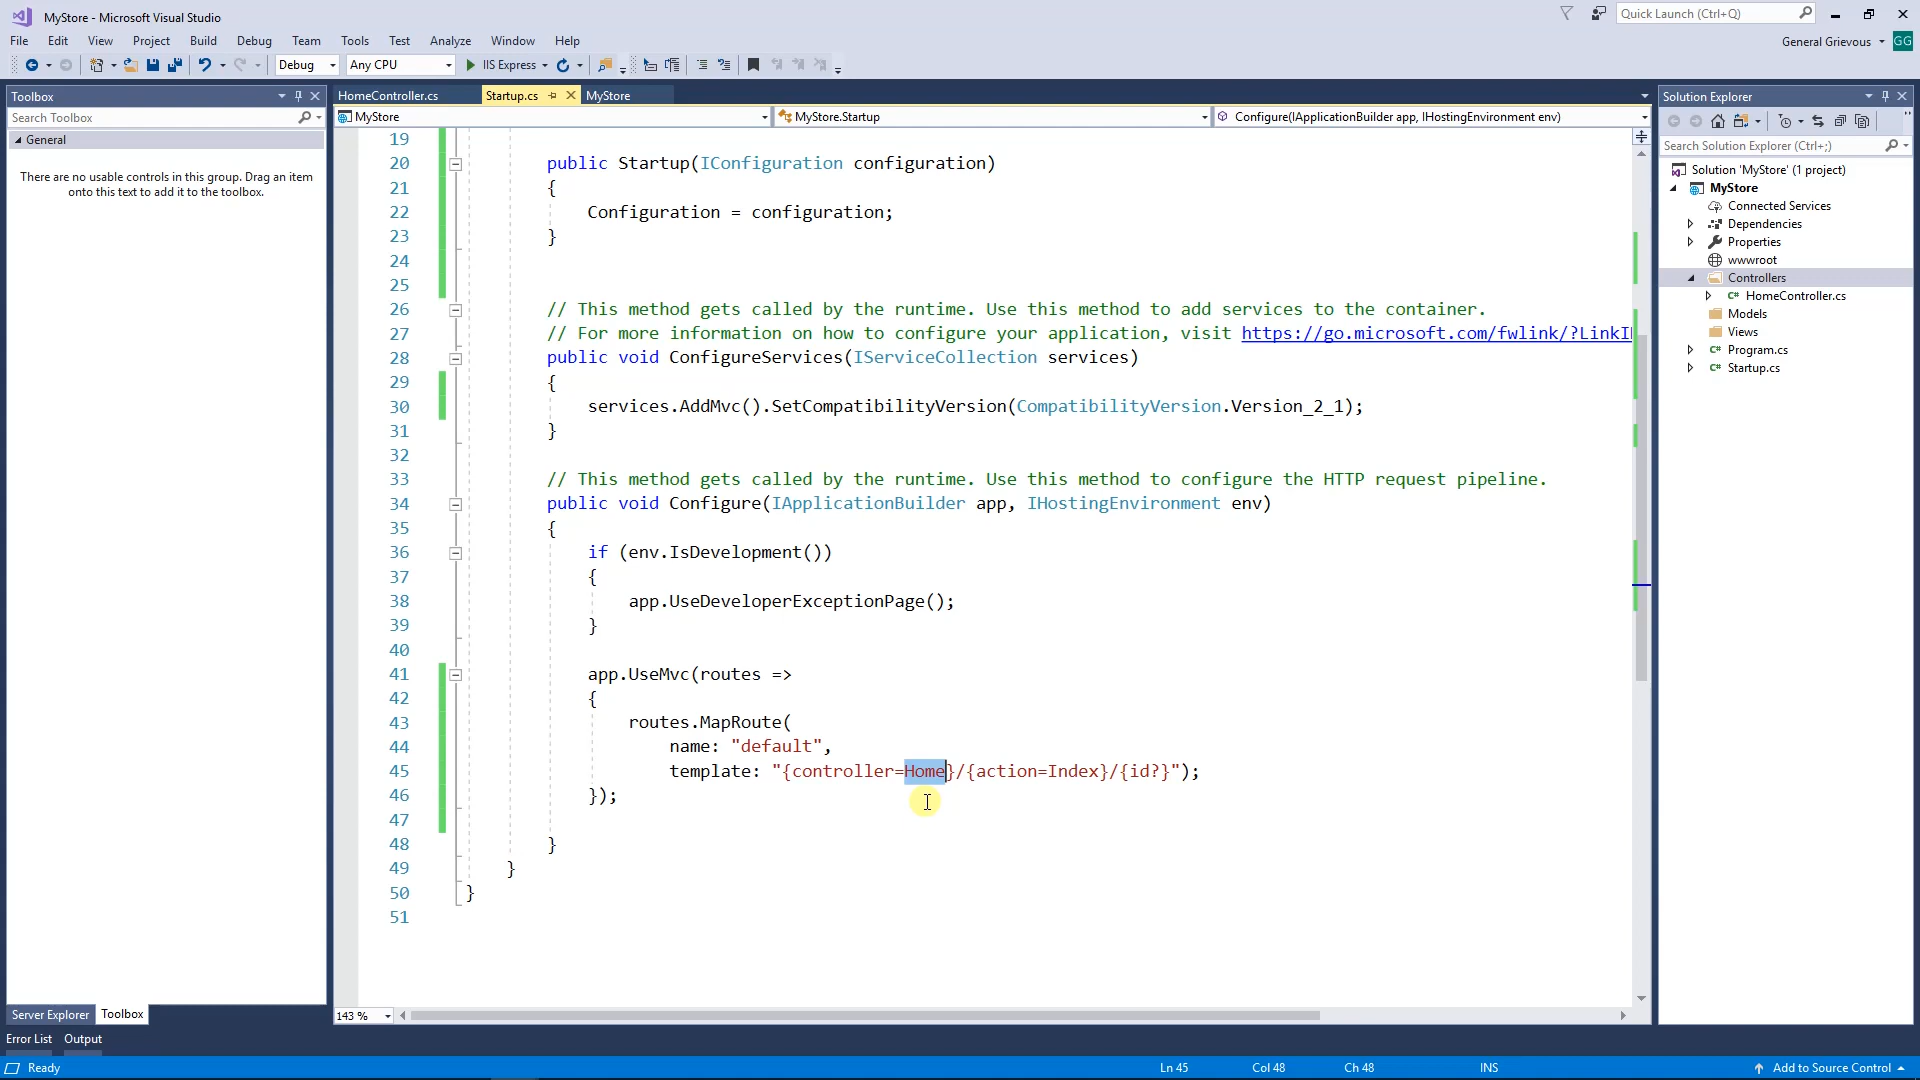 MyStore - Microsoft Visual Studio
Quick Launch (Ctrl+Q)
File Edit View Project Build Debug Team Tools Test Analyze Window Help
General Grievous GG
Debug Any CPU IIS Express
Toolbox
Search Toolbox
General
There are no usable controls in this group. Drag an item
onto this text to add it to the toolbox.
Server Explorer Toolbox
HomeController.cs Startup.cs MyStore
MyStore MyStore.Startup Configure(IApplicationBuilder app, IHostingEnvironment env)
19
20 public Startup(IConfiguration configuration)
21 {
22 Configuration = configuration;
23 }
24
25
26 // This method gets called by the runtime. Use this method to add services to the container.
27 // For more information on how to configure your application, visit https://go.microsoft.com/fwlink/?LinkI
28 public void ConfigureServices(IServiceCollection services)
29 {
30 services.AddMvc().SetCompatibilityVersion(CompatibilityVersion.Version_2_1);
31 }
32
33 // This method gets called by the runtime. Use this method to configure the HTTP request pipeline.
34 public void Configure(IApplicationBuilder app, IHostingEnvironment env)
35 {
36 if (env.IsDevelopment())
37 {
38 app.UseDeveloperExceptionPage();
39 }
40
41 app.UseMvc(routes =>
42 {
43 routes.MapRoute(
44 name: "default",
45 template: "{controller=Home}/{action=Index}/{id?}");
46 });
47
48 }
49 }
50 }
51
143 %
Solution Explorer
Search Solution Explorer (Ctrl+;)
Solution 'MyStore' (1 project)
MyStore
Connected Services
Dependencies
Properties
wwwroot
Controllers
C# HomeController.cs
Models
Views
C# Program.cs
C# Startup.cs
Error List Output
Ready Ln 45 Col 48 Ch 48 INS Add to Source Control